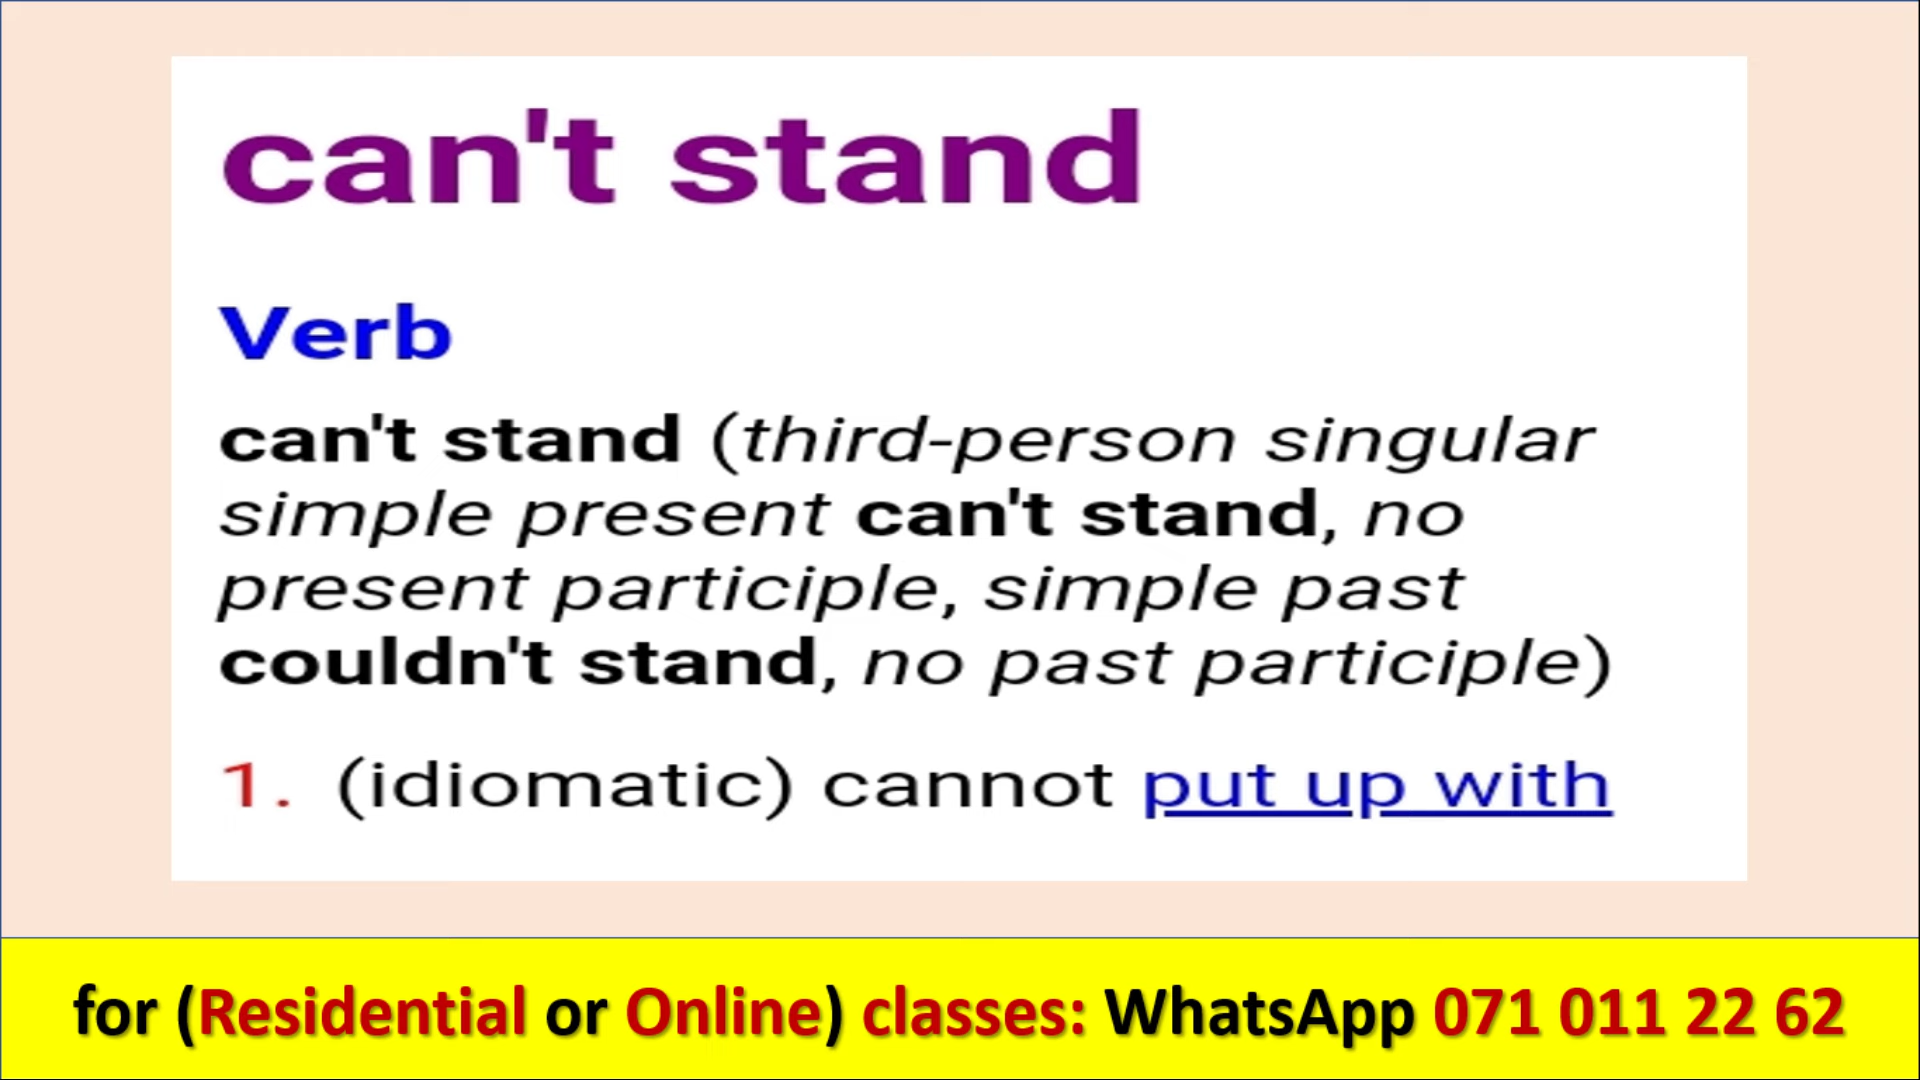 can't stand
Verb
can't stand (third-person singular
simple present can't stand, no
present participle, simple past
couldn't stand, no past participle)
1. (idiomatic) cannot put up with
for (Residential or Online) classes: WhatsApp 071 011 22 62